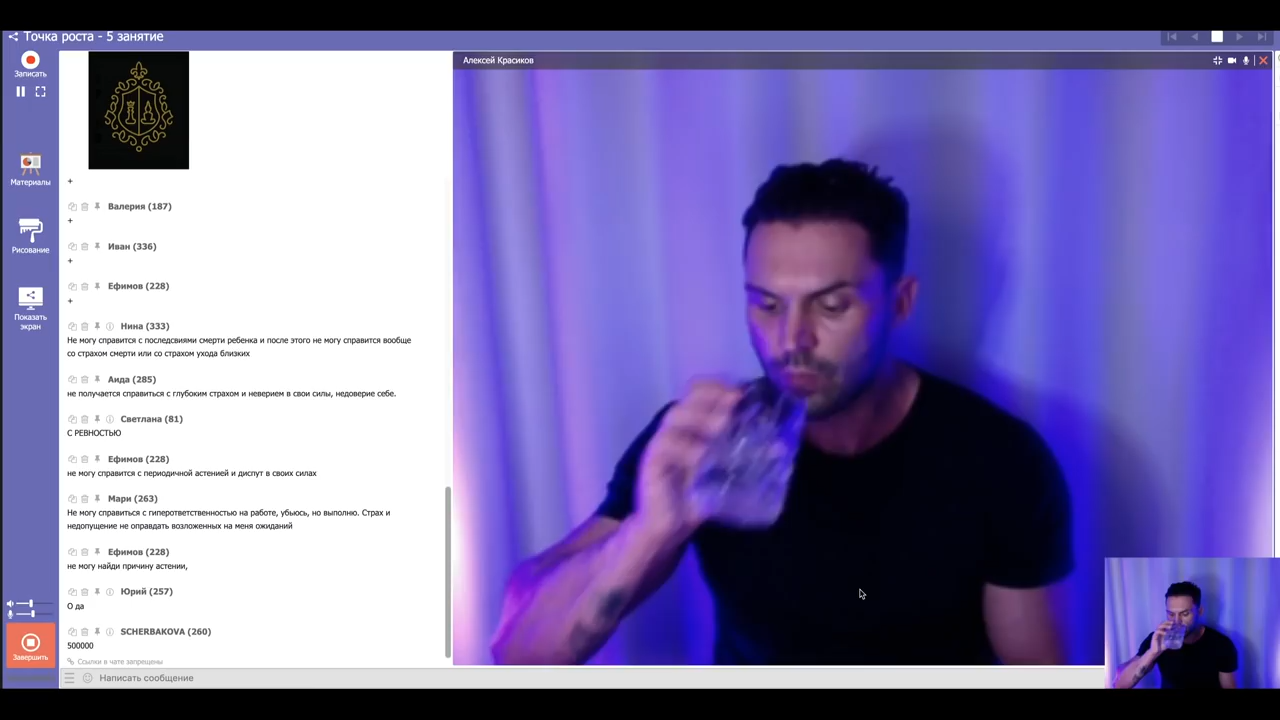 Точка роста - 5 занятие
Записать
Материалы
Рисование
Показать
экран
Завершить
+
Валерия (187)
+
Иван (336)
+
Ефимов (228)
+
Нина (333)
Не могу справится с последсвиями смерти ребенка и после этого не могу справится вообще
со страхом смерти или со страхом ухода близких
Аида (285)
не получается справиться с глубоким страхом и неверием в свои силы, недоверие себе.
Светлана (81)
С РЕВНОСТЬЮ
Ефимов (228)
не могу справится с периодичной астенией и диспут в своих силах
Мари (263)
Не могу справиться с гиперответственностью на работе, убьюсь, но выполню. Страх и
недопущение не оправдать возложенных на меня ожиданий
Ефимов (228)
не могу найди причину астении,
Юрий (257)
О да
SCHERBAKOVA (260)
500000
Ссылки в чате запрещены
Написать сообщение
Алексей Красиков